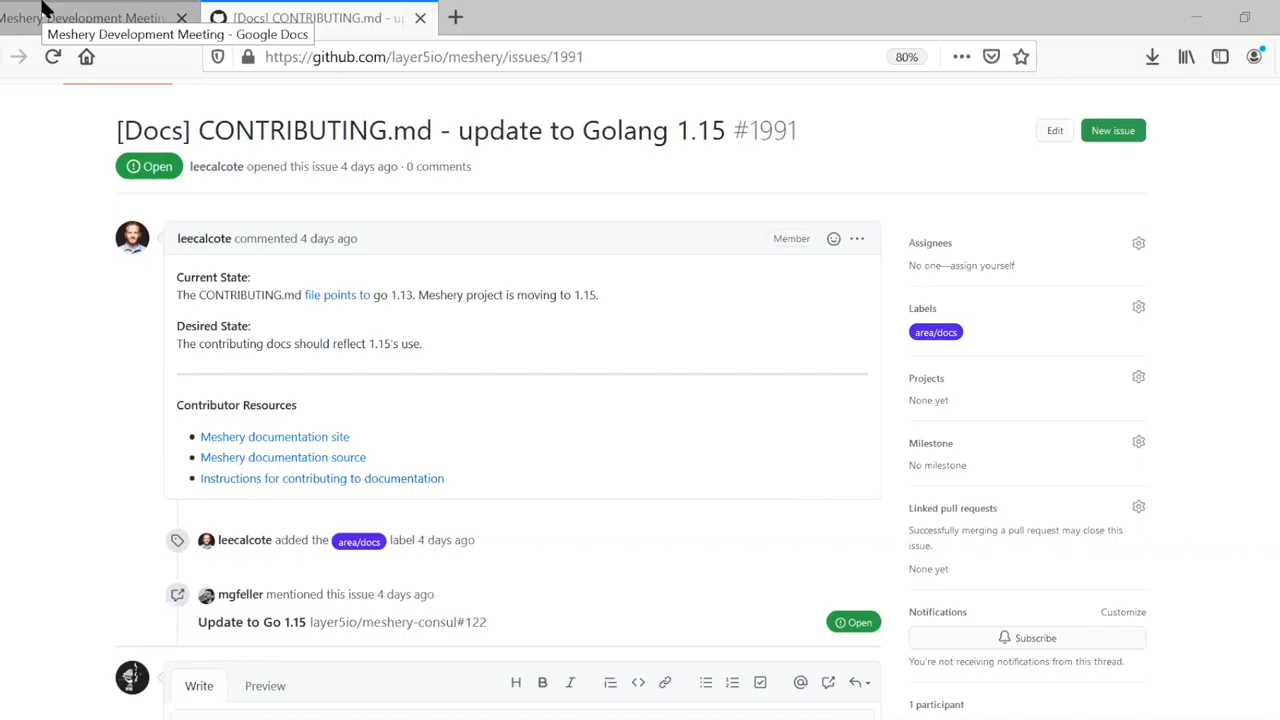 Meshery Development Meetin
[Docs] CONTRIBUTING.md - up
Meshery Development Meeting - Google Docs
https://github.com/layer5io/meshery/issues/1991
80%
[Docs] CONTRIBUTING.md - update to Golang 1.15 #1991
Edit
New issue
Open
leecalcote opened this issue 4 days ago · 0 comments
leecalcote commented 4 days ago
Member
Current State:
The CONTRIBUTING.md file points to go 1.13. Meshery project is moving to 1.15.
Desired State:
The contributing docs should reflect 1.15's use.
Contributor Resources
Meshery documentation site
Meshery documentation source
Instructions for contributing to documentation
leecalcote added the area/docs label 4 days ago
mgfeller mentioned this issue 4 days ago
Update to Go 1.15 layer5io/meshery-consul#122
Open
Write
Preview
Assignees
No one—assign yourself
Labels
area/docs
Projects
None yet
Milestone
No milestone
Linked pull requests
Successfully merging a pull request may close this
issue.
None yet
Notifications
Customize
Subscribe
You're not receiving notifications from this thread.
1 participant